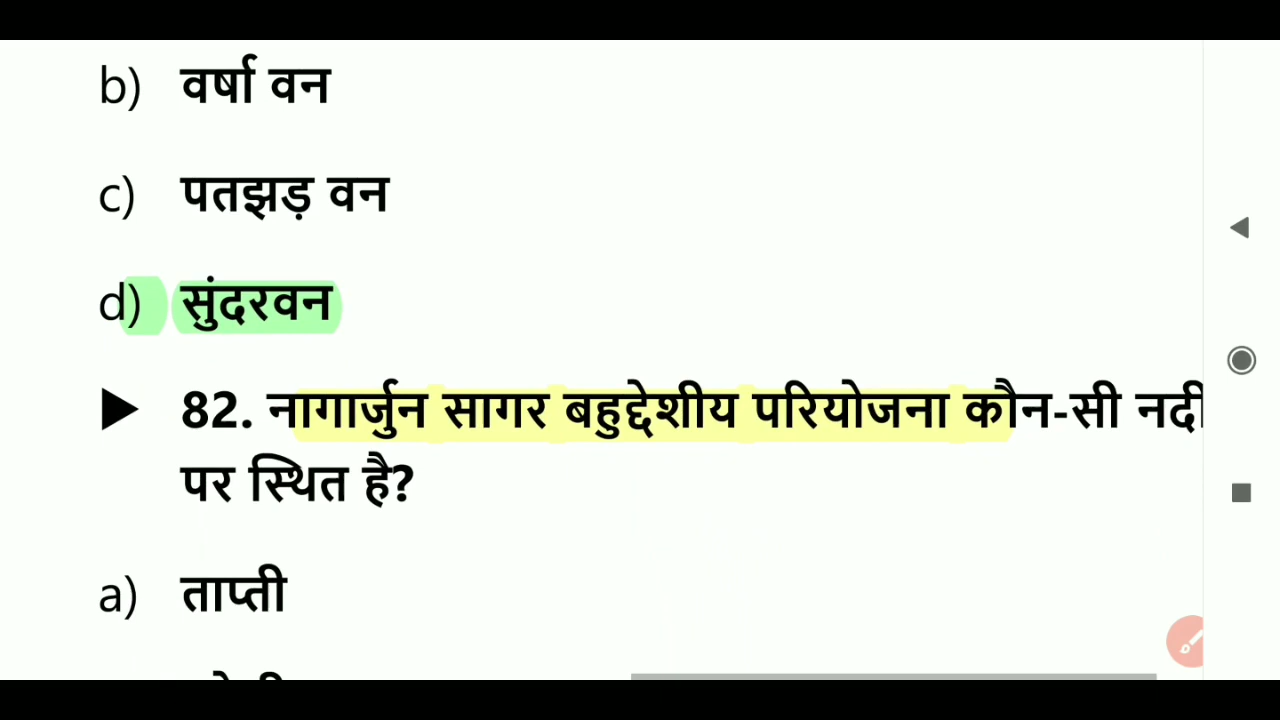 b) वर्षा वन
c) पतझड़ वन
d) सुंदरवन
▶ 82. नागार्जुन सागर बहुद्देशीय परियोजना कौन-सी नदी
पर स्थित है?
a) ताप्ती